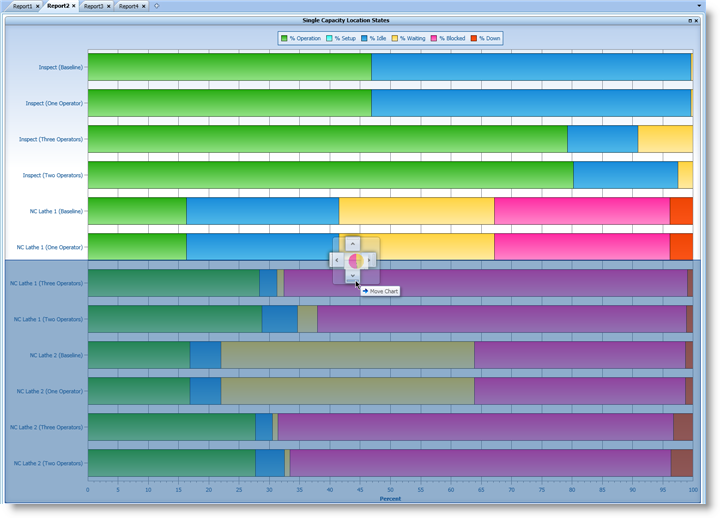 Report1 Report2 Report3 Report4
Single Capacity Location States
% Operation % Setup % Idle % Waiting % Blocked % Down
Inspect (Baseline)
Inspect (One Operator)
Inspect (Three Operators)
Inspect (Two Operators)
NC Lathe 1 (Baseline)
NC Lathe 1 (One Operator)
NC Lathe 1 (Three Operators)
Move Chart
NC Lathe 1 (Two Operators)
NC Lathe 2 (Baseline)
NC Lathe 2 (One Operator)
NC Lathe 2 (Three Operators)
NC Lathe 2 (Two Operators)
0 5 10 15 20 25 30 35 40 45 50 55 60 65 70 75 80 85 90 95 100
Percent